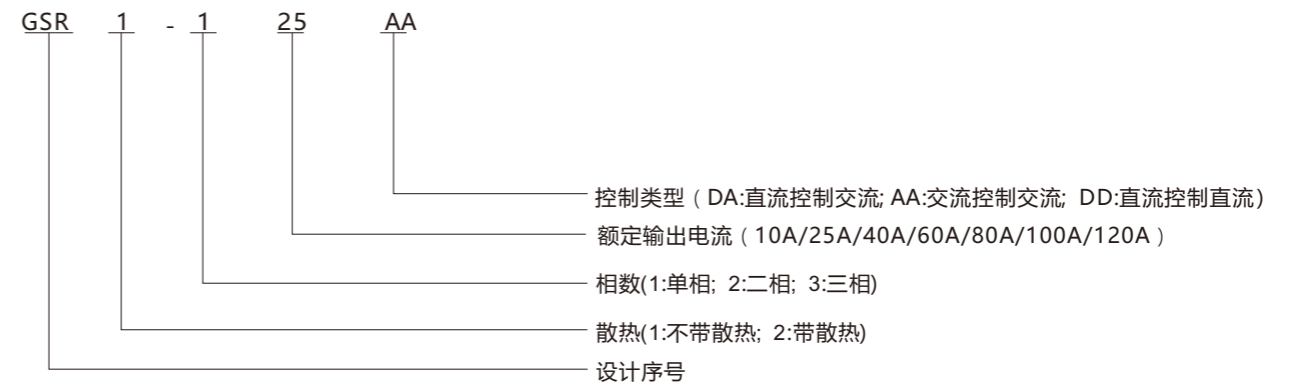 GSR 1 - 1 25 AA
控制类型（DA:直流控制交流; AA:交流控制交流; DD:直流控制直流)
额定输出电流（10A/25A/40A/60A/80A/100A/120A）
相数(1:单相; 2:二相; 3:三相)
散热(1:不带散热; 2:带散热)
设计序号